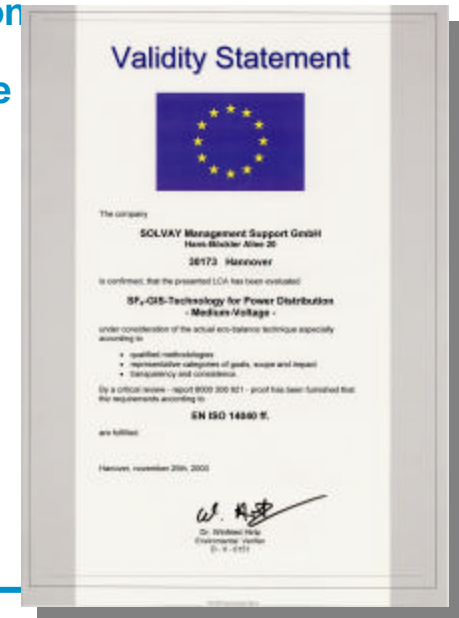 on
e
Validity Statement
The company
SOLVAY Management Support GmbH
Hans-Böckler Allee 20
30173 Hannover
is confirmed, that the presented LCA has been evaluated
SF₆-GIS-Technology for Power Distribution
- Medium-Voltage -
under consideration of the actual eco-balance technique especially
according to
• qualified methodologies
• representative categories of goals, scope and impact
• transparency and consistence
By a critical review - report 8000 300 921 - proof has been furnished that
the requirements according to
EN ISO 14040 ff.
are fulfilled.
Hannover, november 25th, 2003
Dr. Winfried Hirtz
Environmental Verifier